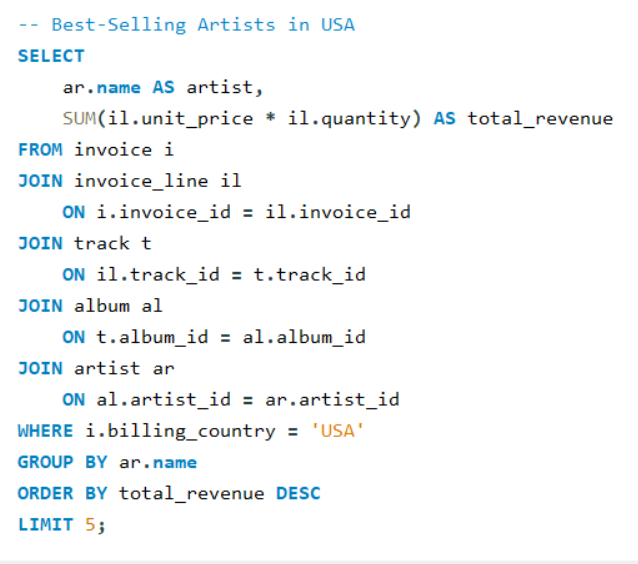 -- Best-Selling Artists in USA
SELECT
    ar.name AS artist,
    SUM(il.unit_price * il.quantity) AS total_revenue
FROM invoice i
JOIN invoice_line il
    ON i.invoice_id = il.invoice_id
JOIN track t
    ON il.track_id = t.track_id
JOIN album al
    ON t.album_id = al.album_id
JOIN artist ar
    ON al.artist_id = ar.artist_id
WHERE i.billing_country = 'USA'
GROUP BY ar.name
ORDER BY total_revenue DESC
LIMIT 5;